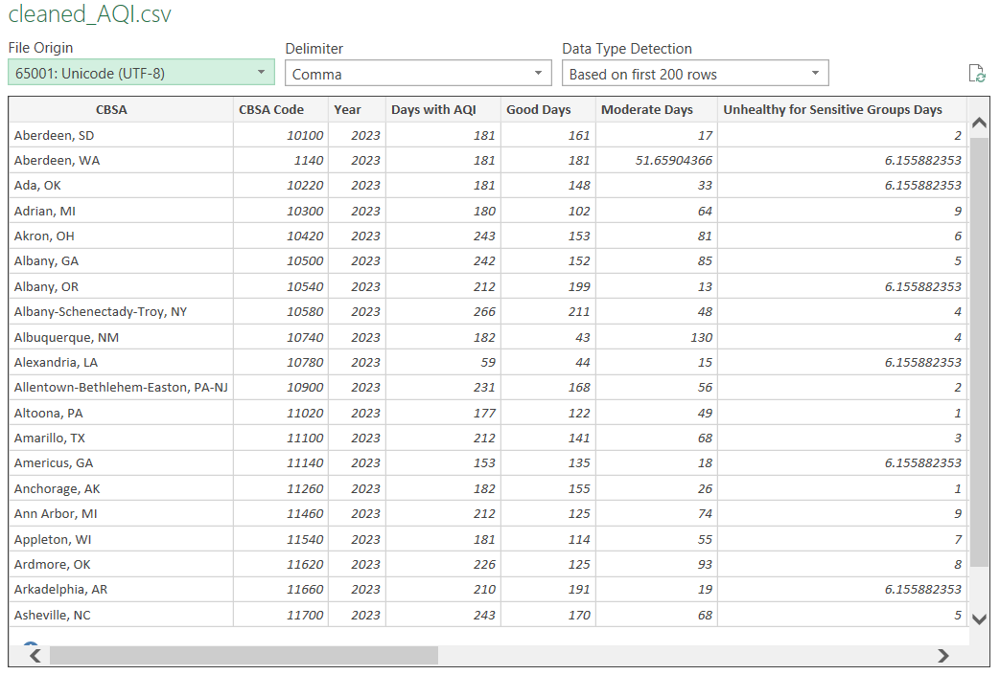 cleaned_AQI.csv
File Origin Delimiter Data Type Detection
65001: Unicode (UTF-8) Comma Based on first 200 rows
CBSA CBSA Code Year Days with AQI Good Days Moderate Days Unhealthy for Sensitive Groups Days
Aberdeen, SD 10100 2023 181 161 17 2
Aberdeen, WA 1140 2023 181 181 51.65904366 6.155882353
Ada, OK 10220 2023 181 148 33 6.155882353
Adrian, MI 10300 2023 180 102 64 9
Akron, OH 10420 2023 243 153 81 6
Albany, GA 10500 2023 242 152 85 5
Albany, OR 10540 2023 212 199 13 6.155882353
Albany-Schenectady-Troy, NY 10580 2023 266 211 48 4
Albuquerque, NM 10740 2023 182 43 130 4
Alexandria, LA 10780 2023 59 44 15 6.155882353
Allentown-Bethlehem-Easton, PA-NJ 10900 2023 231 168 56 2
Altoona, PA 11020 2023 177 122 49 1
Amarillo, TX 11100 2023 212 141 68 3
Americus, GA 11140 2023 153 135 18 6.155882353
Anchorage, AK 11260 2023 182 155 26 1
Ann Arbor, MI 11460 2023 212 125 74 9
Appleton, WI 11540 2023 181 114 55 7
Ardmore, OK 11620 2023 226 125 93 8
Arkadelphia, AR 11660 2023 210 191 19 6.155882353
Asheville, NC 11700 2023 243 170 68 5